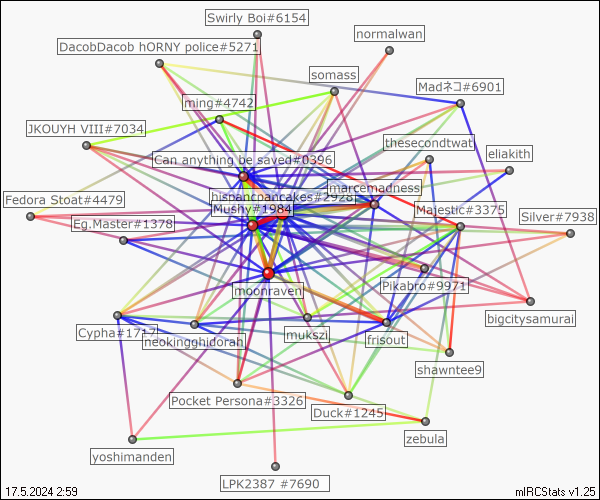 Swirly Boi#6154
normalwan
DacobDacob hORNY police#5271
somass
Madネコ#6901
ming#4742
JKOUYH VIII#7034
thesecondtwat
eliakith
Can anything be saved#0396
marcemadness
hispancpancakes#2928
Fedora Stoat#4479
Mushy#1984
Majestic#3375
Silver#7938
Eg.Master#1378
moonraven
Pikabro#9971
bigcitysamurai
Cypha#1717
neokingghidorah
mukszi
frisout
shawntee9
Pocket Persona#3326
Duck#1245
zebula
yoshimanden
LPK2387 #7690
17.5.2024 2:59
mIRCStats v1.25